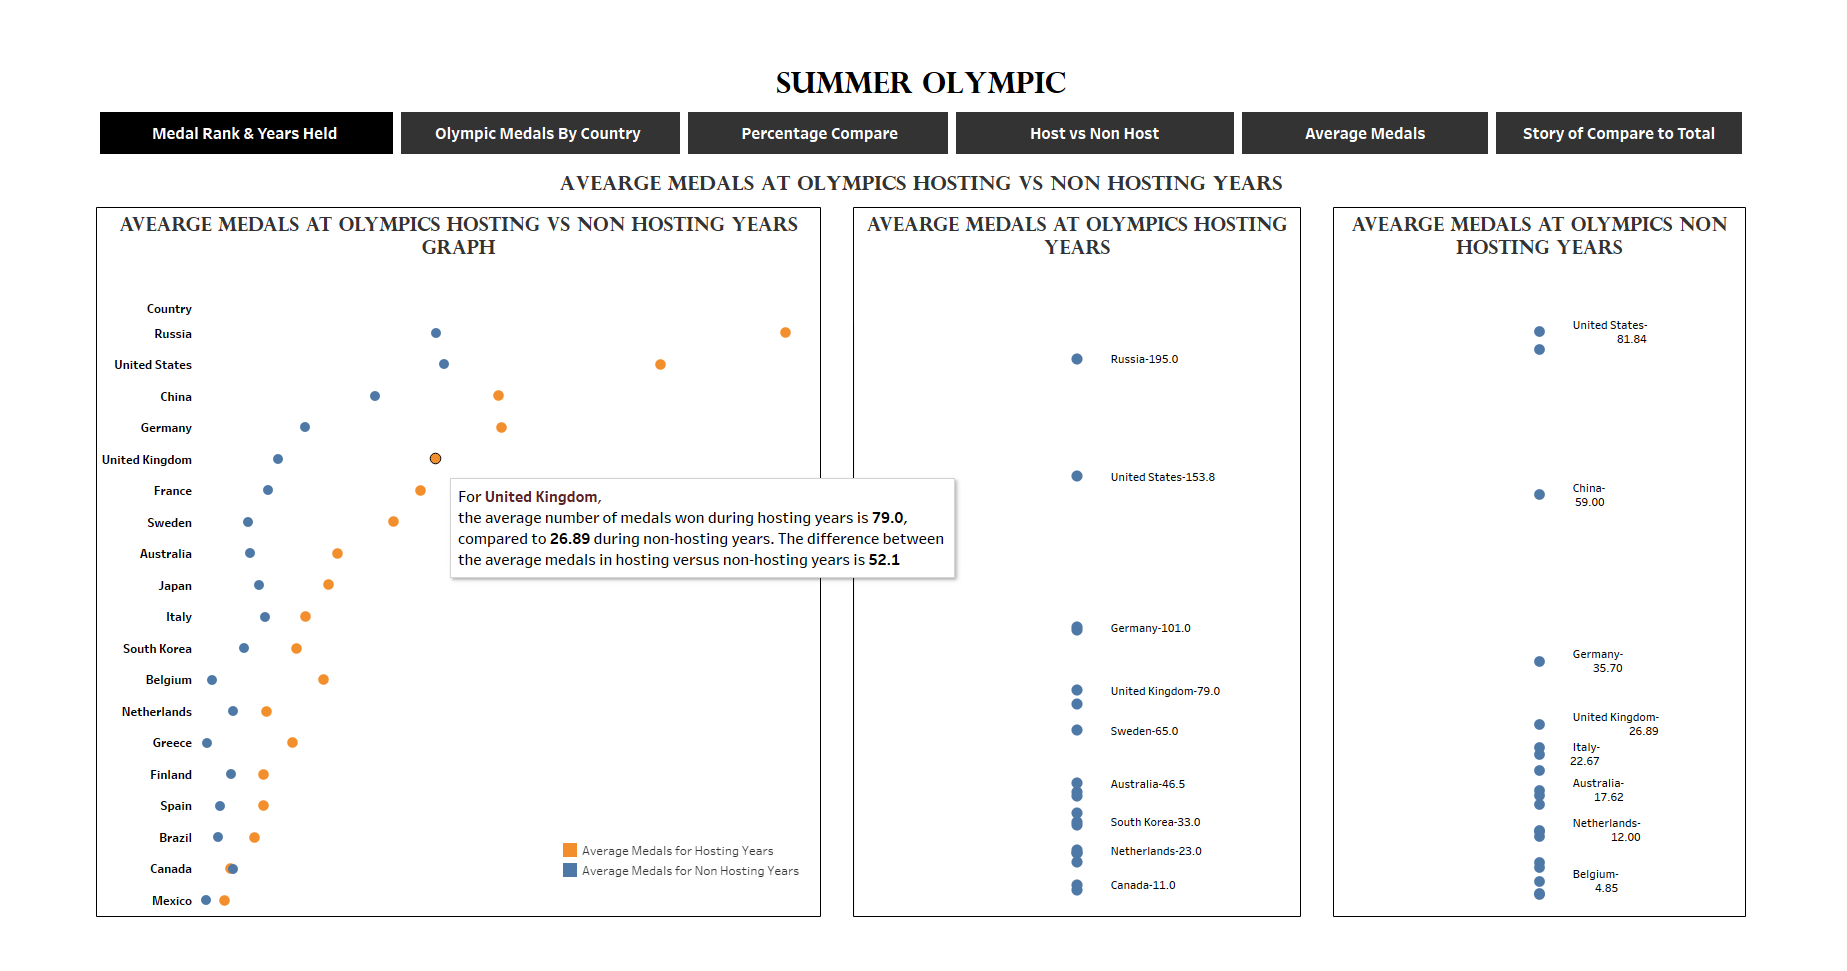 SUMMER OLYMPIC
Medal Rank & Years Held
Olympic Medals By Country
Percentage Compare
Host vs Non Host
Average Medals
Story of Compare to Total
AVEARGE MEDALS AT OLYMPICS HOSTING VS NON HOSTING YEARS
AVEARGE MEDALS AT OLYMPICS HOSTING VS NON HOSTING YEARS
GRAPH
Country
Russia
United States
China
Germany
United Kingdom
France
Sweden
Australia
Japan
Italy
South Korea
Belgium
Netherlands
Greece
Finland
Spain
Brazil
Canada
Mexico
For United Kingdom,
the average number of medals won during hosting years is 79.0,
compared to 26.89 during non-hosting years. The difference between
the average medals in hosting versus non-hosting years is 52.1
Average Medals for Hosting Years
Average Medals for Non Hosting Years
AVEARGE MEDALS AT OLYMPICS HOSTING
YEARS
Russia-195.0
United States-153.8
Germany-101.0
United Kingdom-79.0
Sweden-65.0
Australia-46.5
South Korea-33.0
Netherlands-23.0
Canada-11.0
AVEARGE MEDALS AT OLYMPICS NON
HOSTING YEARS
United States-
81.84
China-
59.00
Germany-
35.70
United Kingdom-
26.89
Italy-
22.67
Australia-
17.62
Netherlands-
12.00
Belgium-
4.85